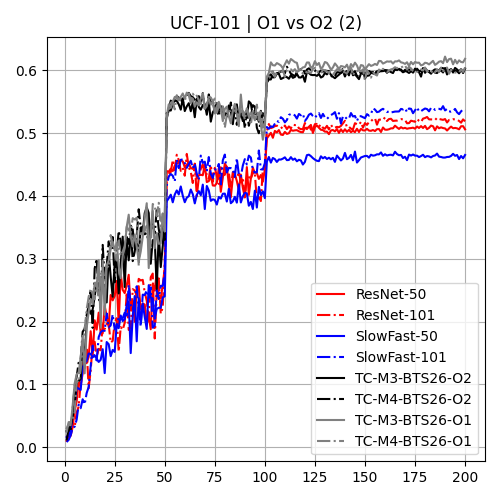 UCF-101 | O1 vs O2 (2)
0.6
0.5
0.4
0.3
0.2
0.1
0.0
ResNet-50
ResNet-101
SlowFast-50
SlowFast-101
TC-M3-BTS26-O2
TC-M4-BTS26-O2
TC-M3-BTS26-O1
TC-M4-BTS26-O1
0 25 50 75 100 125 150 175 200